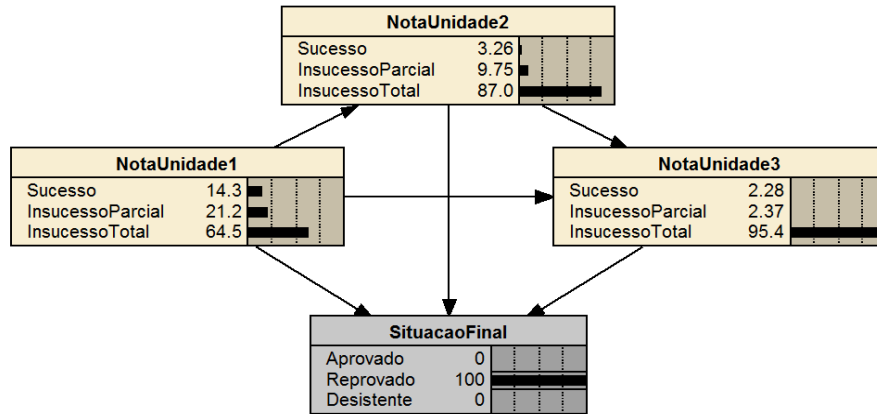 NotaUnidade2
Sucesso 3.26
InsucessoParcial 9.75
InsucessoTotal 87.0
NotaUnidade1
Sucesso 14.3
InsucessoParcial 21.2
InsucessoTotal 64.5
NotaUnidade3
Sucesso 2.28
InsucessoParcial 2.37
InsucessoTotal 95.4
SituacaoFinal
Aprovado 0
Reprovado 100
Desistente 0